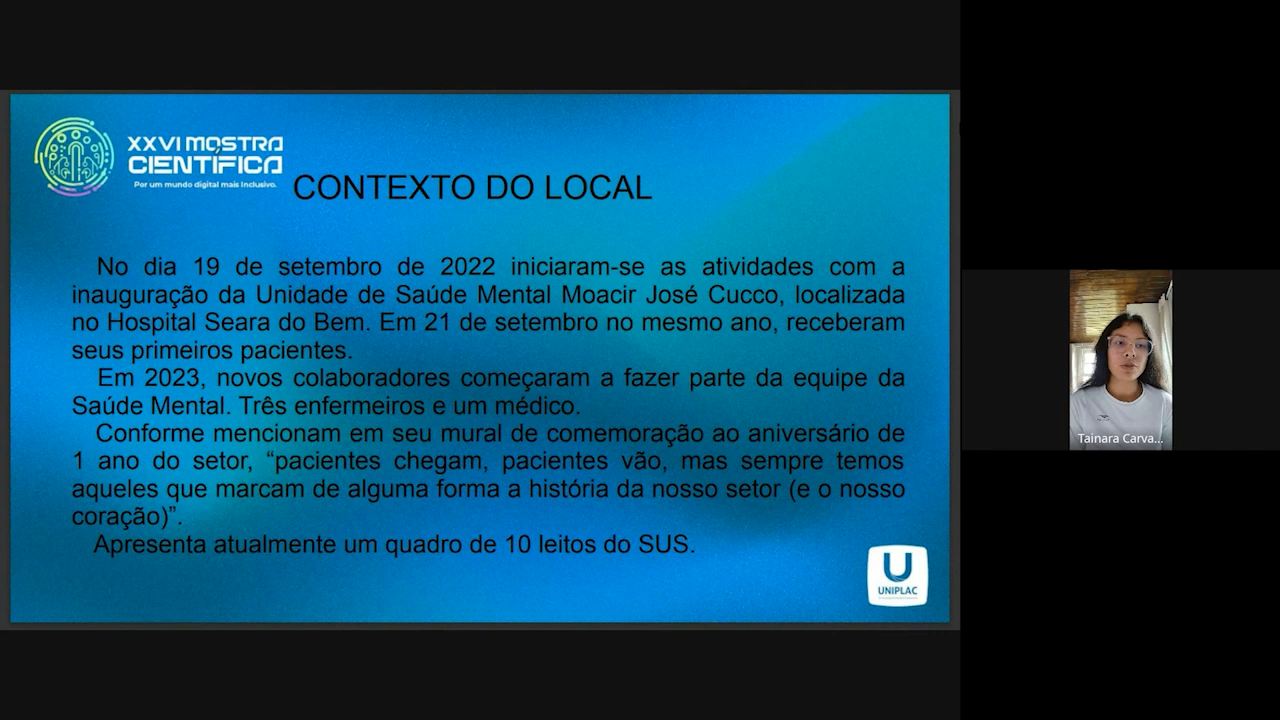 XXVI MOSTRA
CIENTÍFICA
Por um mundo digital mais Inclusivo.
CONTEXTO DO LOCAL
No dia 19 de setembro de 2022 iniciaram-se as atividades com a
inauguração da Unidade de Saúde Mental Moacir José Cucco, localizada
no Hospital Seara do Bem. Em 21 de setembro no mesmo ano, receberam
seus primeiros pacientes.
Em 2023, novos colaboradores começaram a fazer parte da equipe da
Saúde Mental. Três enfermeiros e um médico.
Conforme mencionam em seu mural de comemoração ao aniversário de
1 ano do setor, “pacientes chegam, pacientes vão, mas sempre temos
aqueles que marcam de alguma forma a história da nosso setor (e o nosso
coração)”.
Apresenta atualmente um quadro de 10 leitos do SUS.
U
UNIPLAC
Tainara Carva...